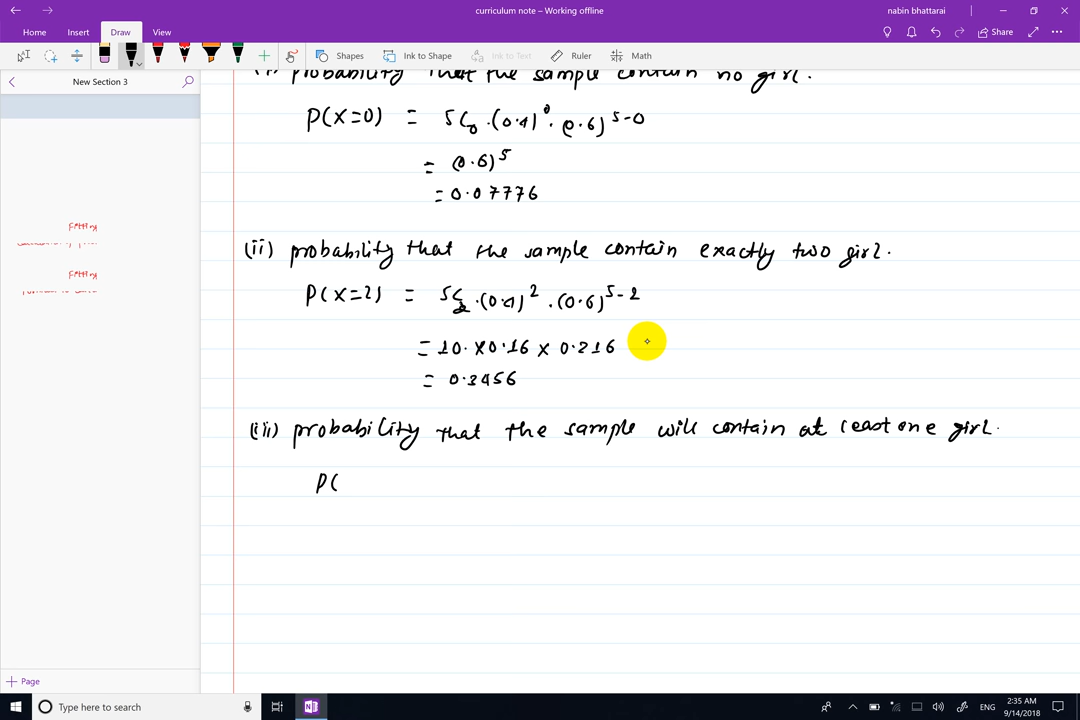 curriculum note – Working offline
nabin bhattarai
Home Insert Draw View
Share
Shapes Ink to Shape Ink to Text Ruler Math
New Section 3
(i) probability that the sample contain no girl.
P(X=0) = 5C0 . (0.4)^0 . (0.6)^5-0
= (0.6)^5
= 0.07776
Fitting
(ii) probability that the sample contain exactly two girl.
Fitting
P(X=2) = 5C2 . (0.4)^2 . (0.6)^5-2
= 10. x 0.16 x 0.216
= 0.3456
(iii) probability that the sample will contain at least one girl.
P(
+ Page
Type here to search
ENG
2:35 AM
9/14/2018